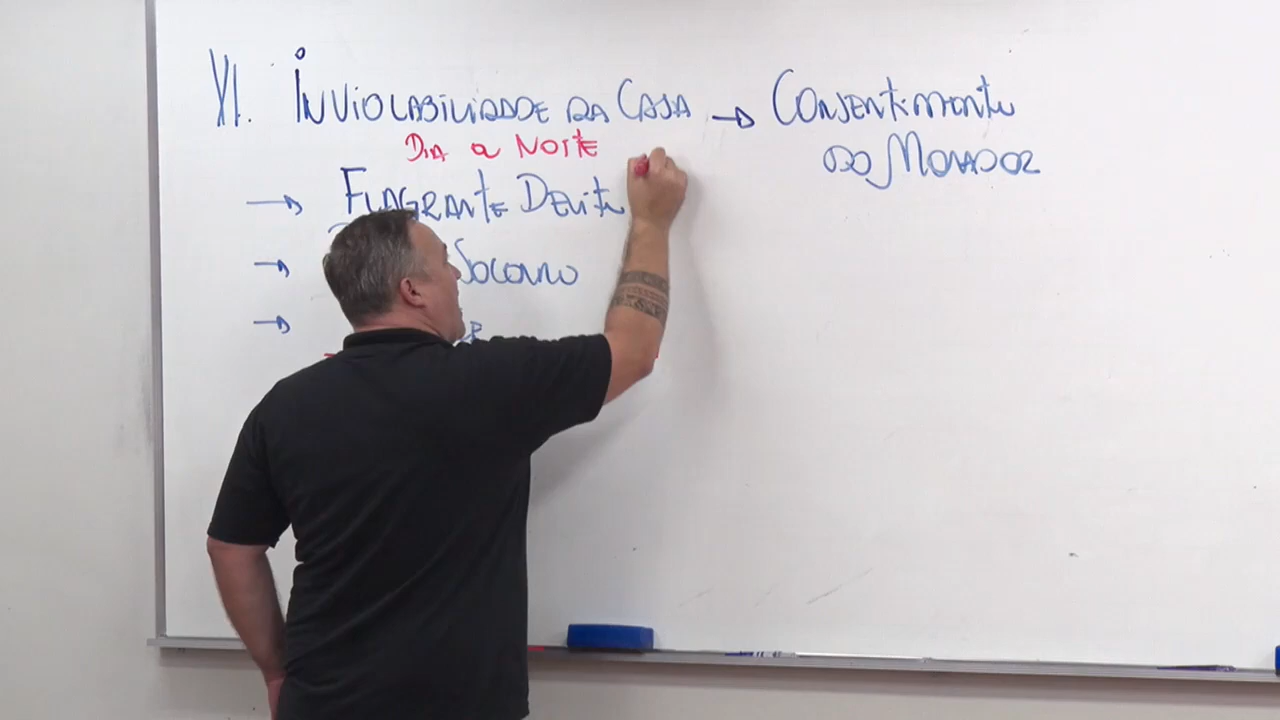 XI. INVIOLABILIDADE DA CASA → CONSENTIMENTO
DO MORADOR
DIA a NOITE
→ FLAGRANTE DELITO
→ SOCORRO
→